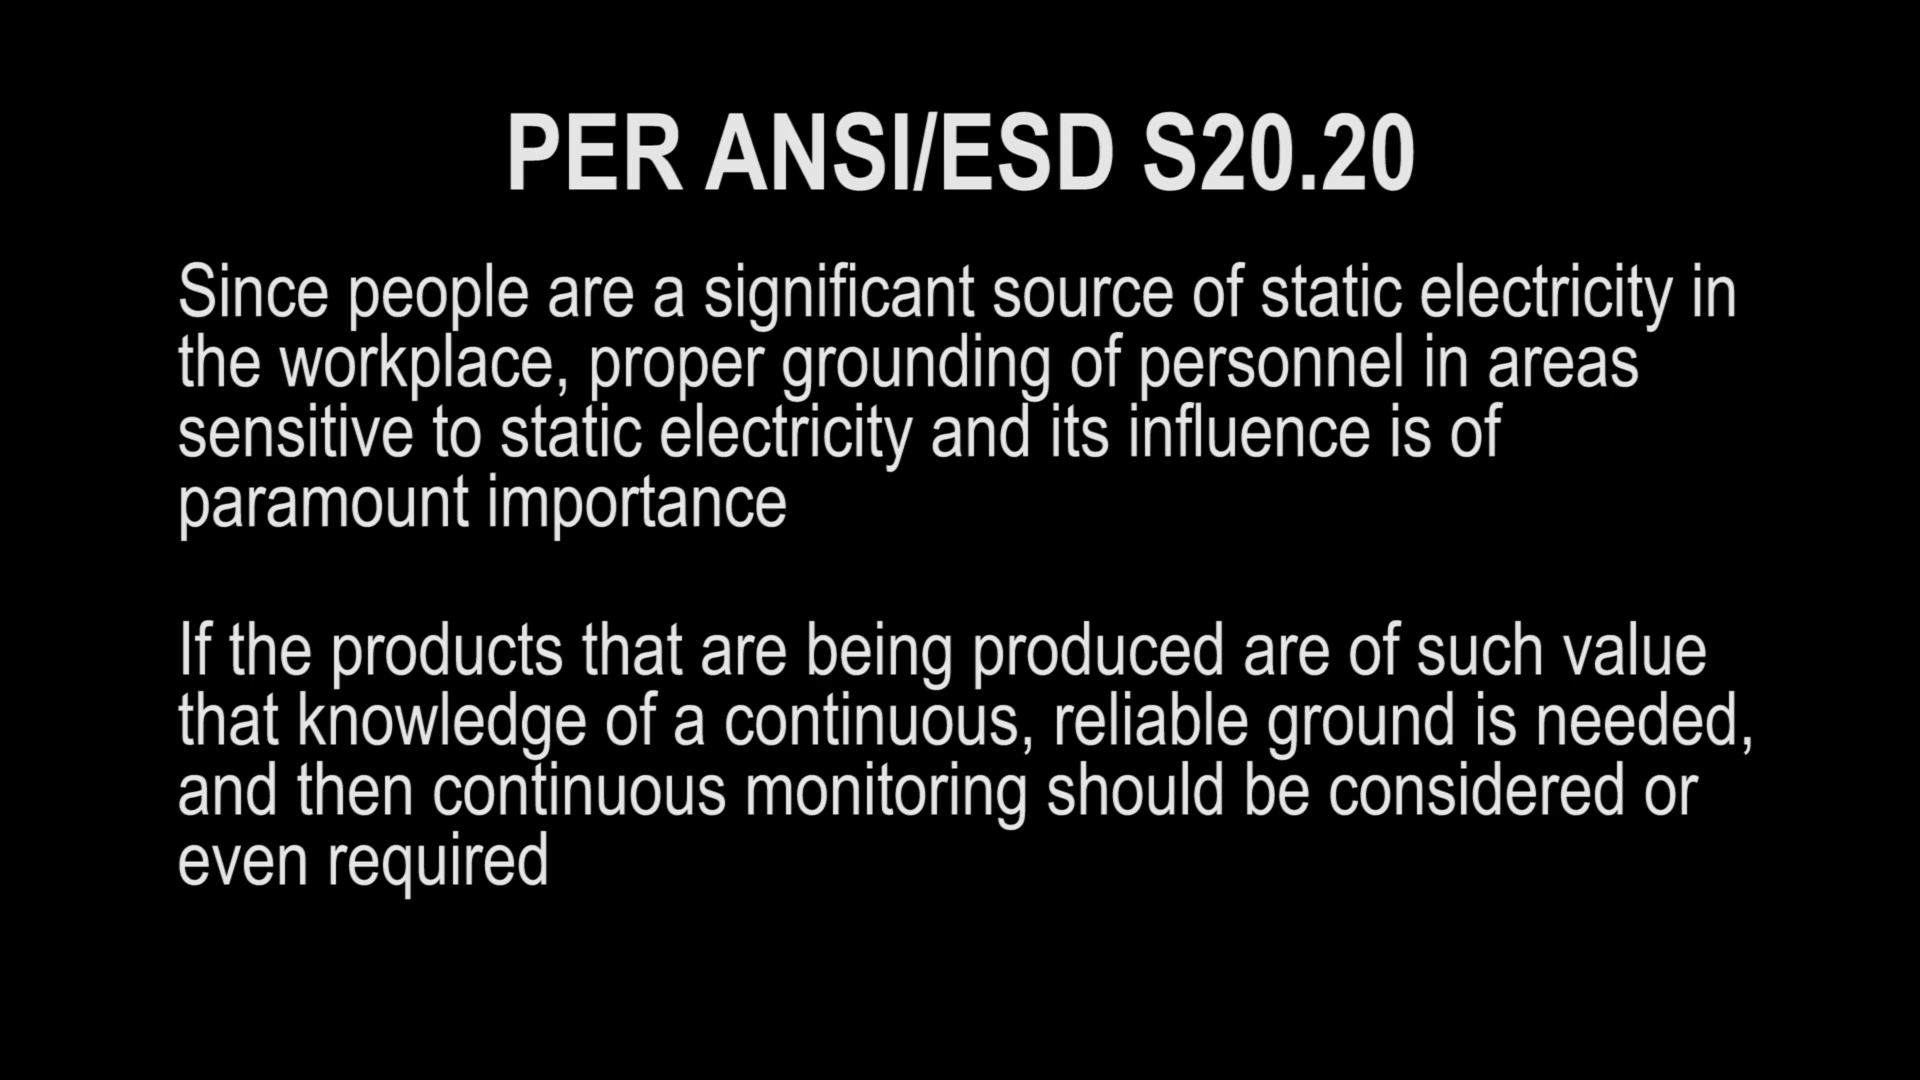 PER ANSI/ESD S20.20
Since people are a significant source of static electricity in
the workplace, proper grounding of personnel in areas
sensitive to static electricity and its influence is of
paramount importance
If the products that are being produced are of such value
that knowledge of a continuous, reliable ground is needed,
and then continuous monitoring should be considered or
even required